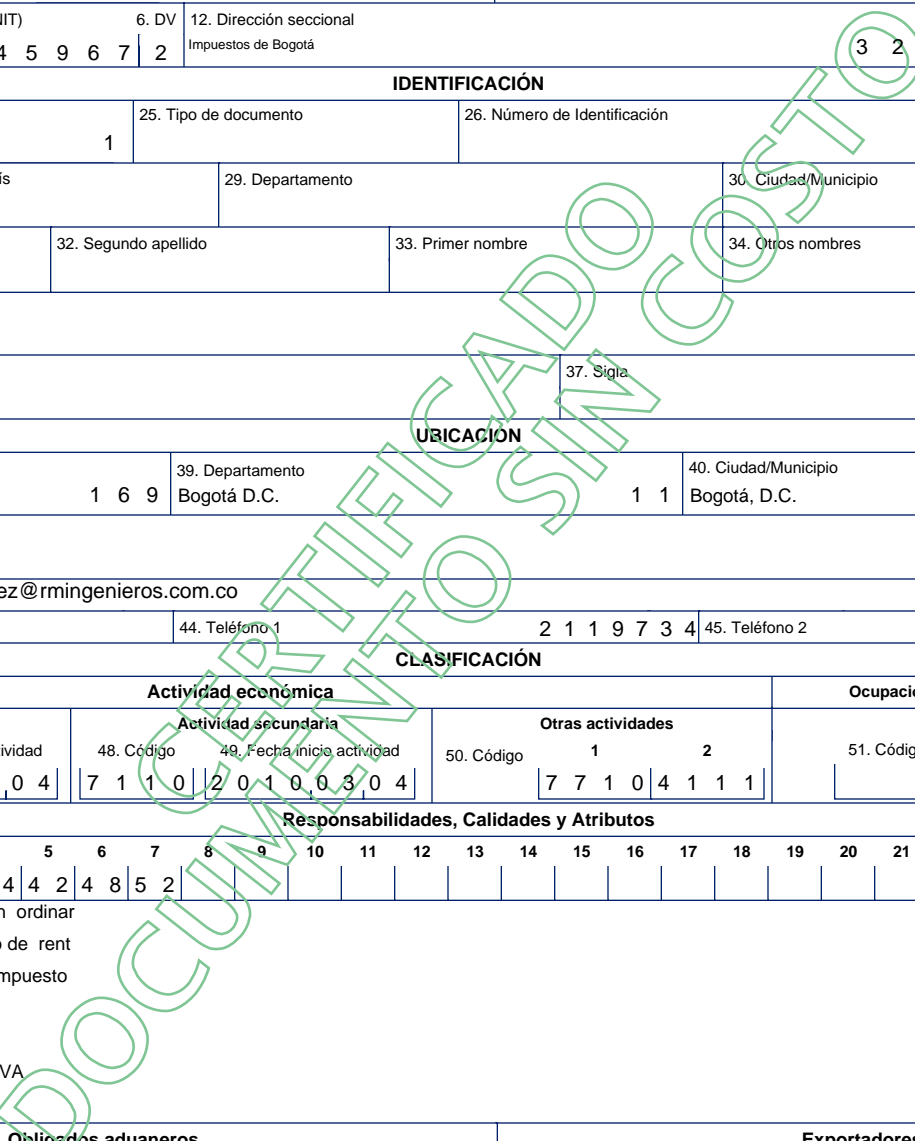 NIT) 6. DV 12. Dirección seccional
4 5 9 6 7 2 Impuestos de Bogotá 3 2
IDENTIFICACIÓN
25. Tipo de documento 26. Número de Identificación
1
ís 29. Departamento 30. Ciudad/Municipio
32. Segundo apellido 33. Primer nombre 34. Otros nombres
37. Sigla
UBICACIÓN
39. Departamento 40. Ciudad/Municipio
1 6 9 Bogotá D.C. 1 1 Bogotá, D.C.
ez@rmingenieros.com.co
44. Teléfono 1 2 1 1 9 7 3 4 45. Teléfono 2
CLASIFICACIÓN
Actividad económica Ocupació
Actividad secundaria Otras actividades
ividad 48. Código 49. Fecha inicio actividad 50. Código 1 2 51. Códig
0 4 7 1 1 0 2 0 1 0 0 3 0 4 7 7 1 0 4 1 1 1
Responsabilidades, Calidades y Atributos
5 6 7 8 9 10 11 12 13 14 15 16 17 18 19 20 21
4 4 2 4 8 5 2
n ordinar
o de rent
mpuesto
VA
Obligados aduaneros Exportadores
CERTIFICADO
DOCUMENTO SIN COSTO